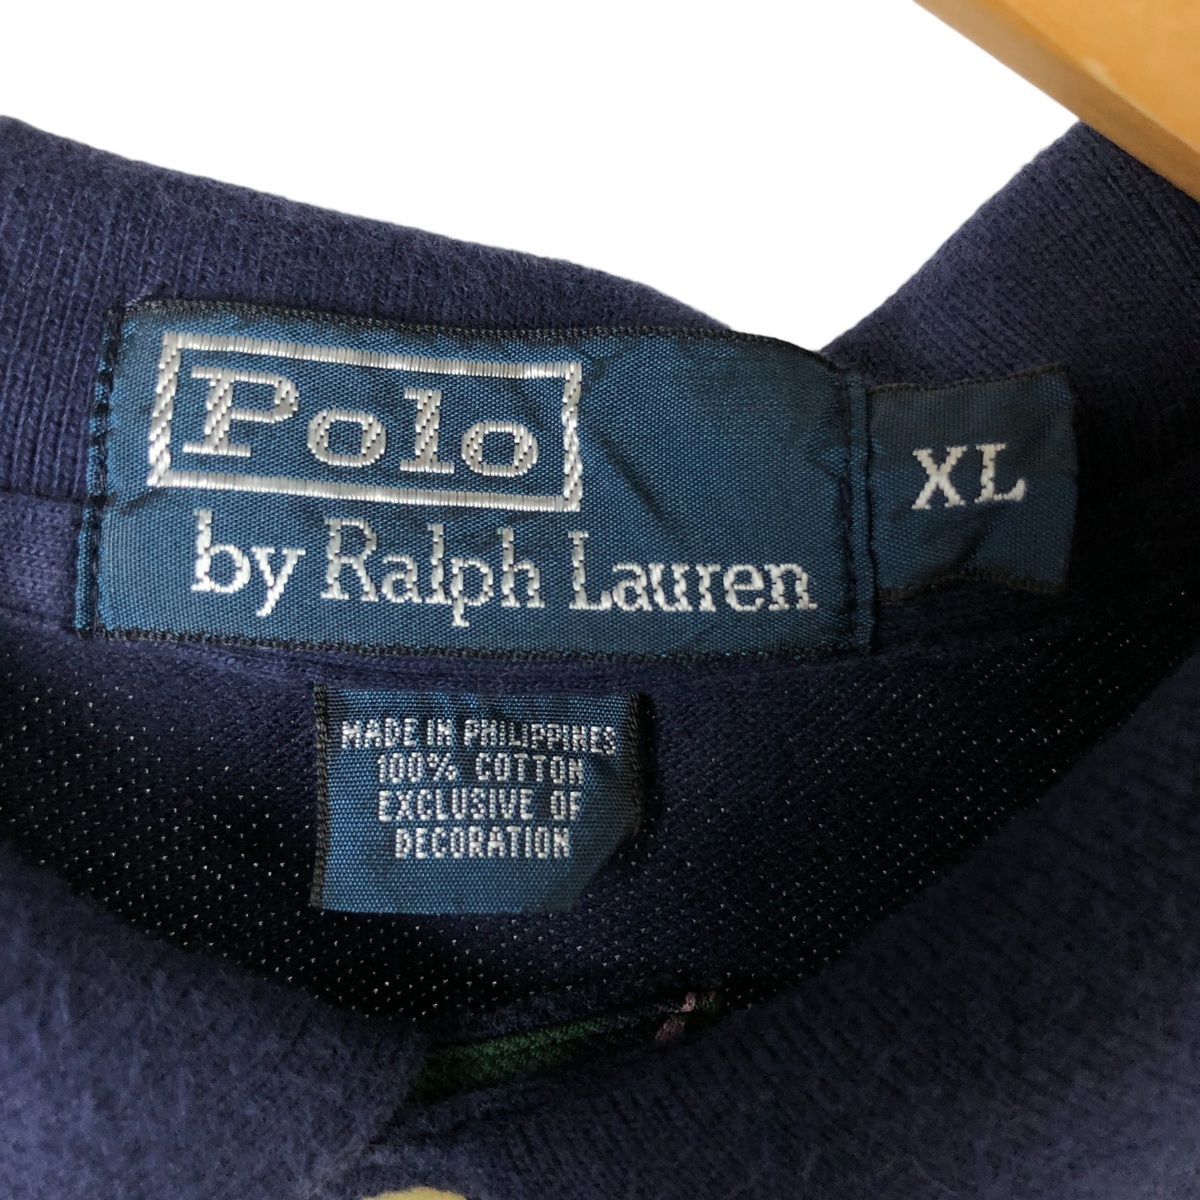 Polo
by Ralph Lauren
XL
MADE IN PHILIPPINES
100% COTTON
EXCLUSIVE OF
DECORATION